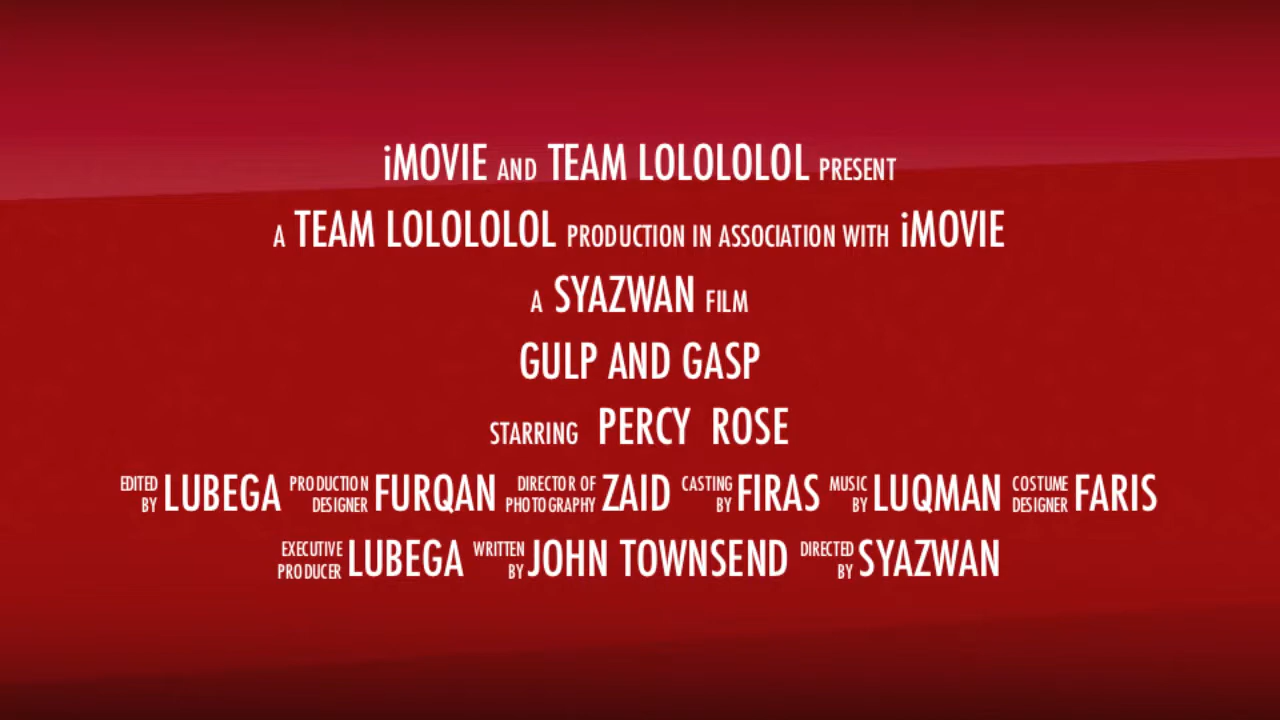 iMOVIE AND TEAM LOLOLOLOL PRESENT
A TEAM LOLOLOLOL PRODUCTION IN ASSOCIATION WITH iMOVIE
A SYAZWAN FILM
GULP AND GASP
STARRING PERCY ROSE
EDITED BY LUBEGA PRODUCTION DESIGNER FURQAN DIRECTOR OF PHOTOGRAPHY ZAID CASTING BY FIRAS MUSIC BY LUQMAN COSTUME DESIGNER FARIS
EXECUTIVE PRODUCER LUBEGA WRITTEN BY JOHN TOWNSEND DIRECTED BY SYAZWAN